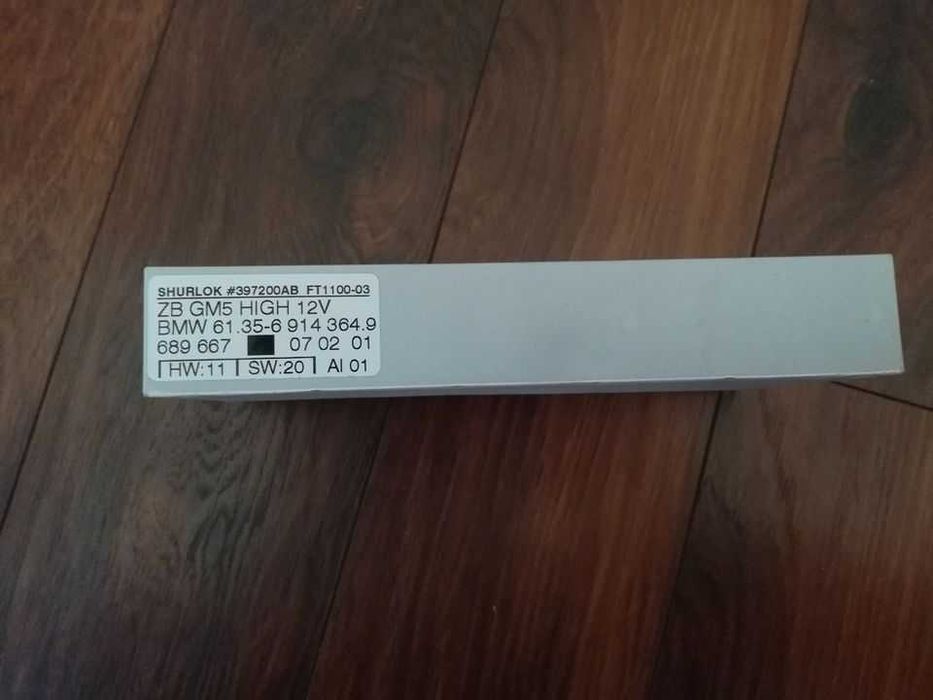 SHURLOK #397200AB FT1100-03
ZB GM5 HIGH 12V
BMW 61.35-6 914 364.9
689 667 07 02 01
HW:11 SW:20 AI 01